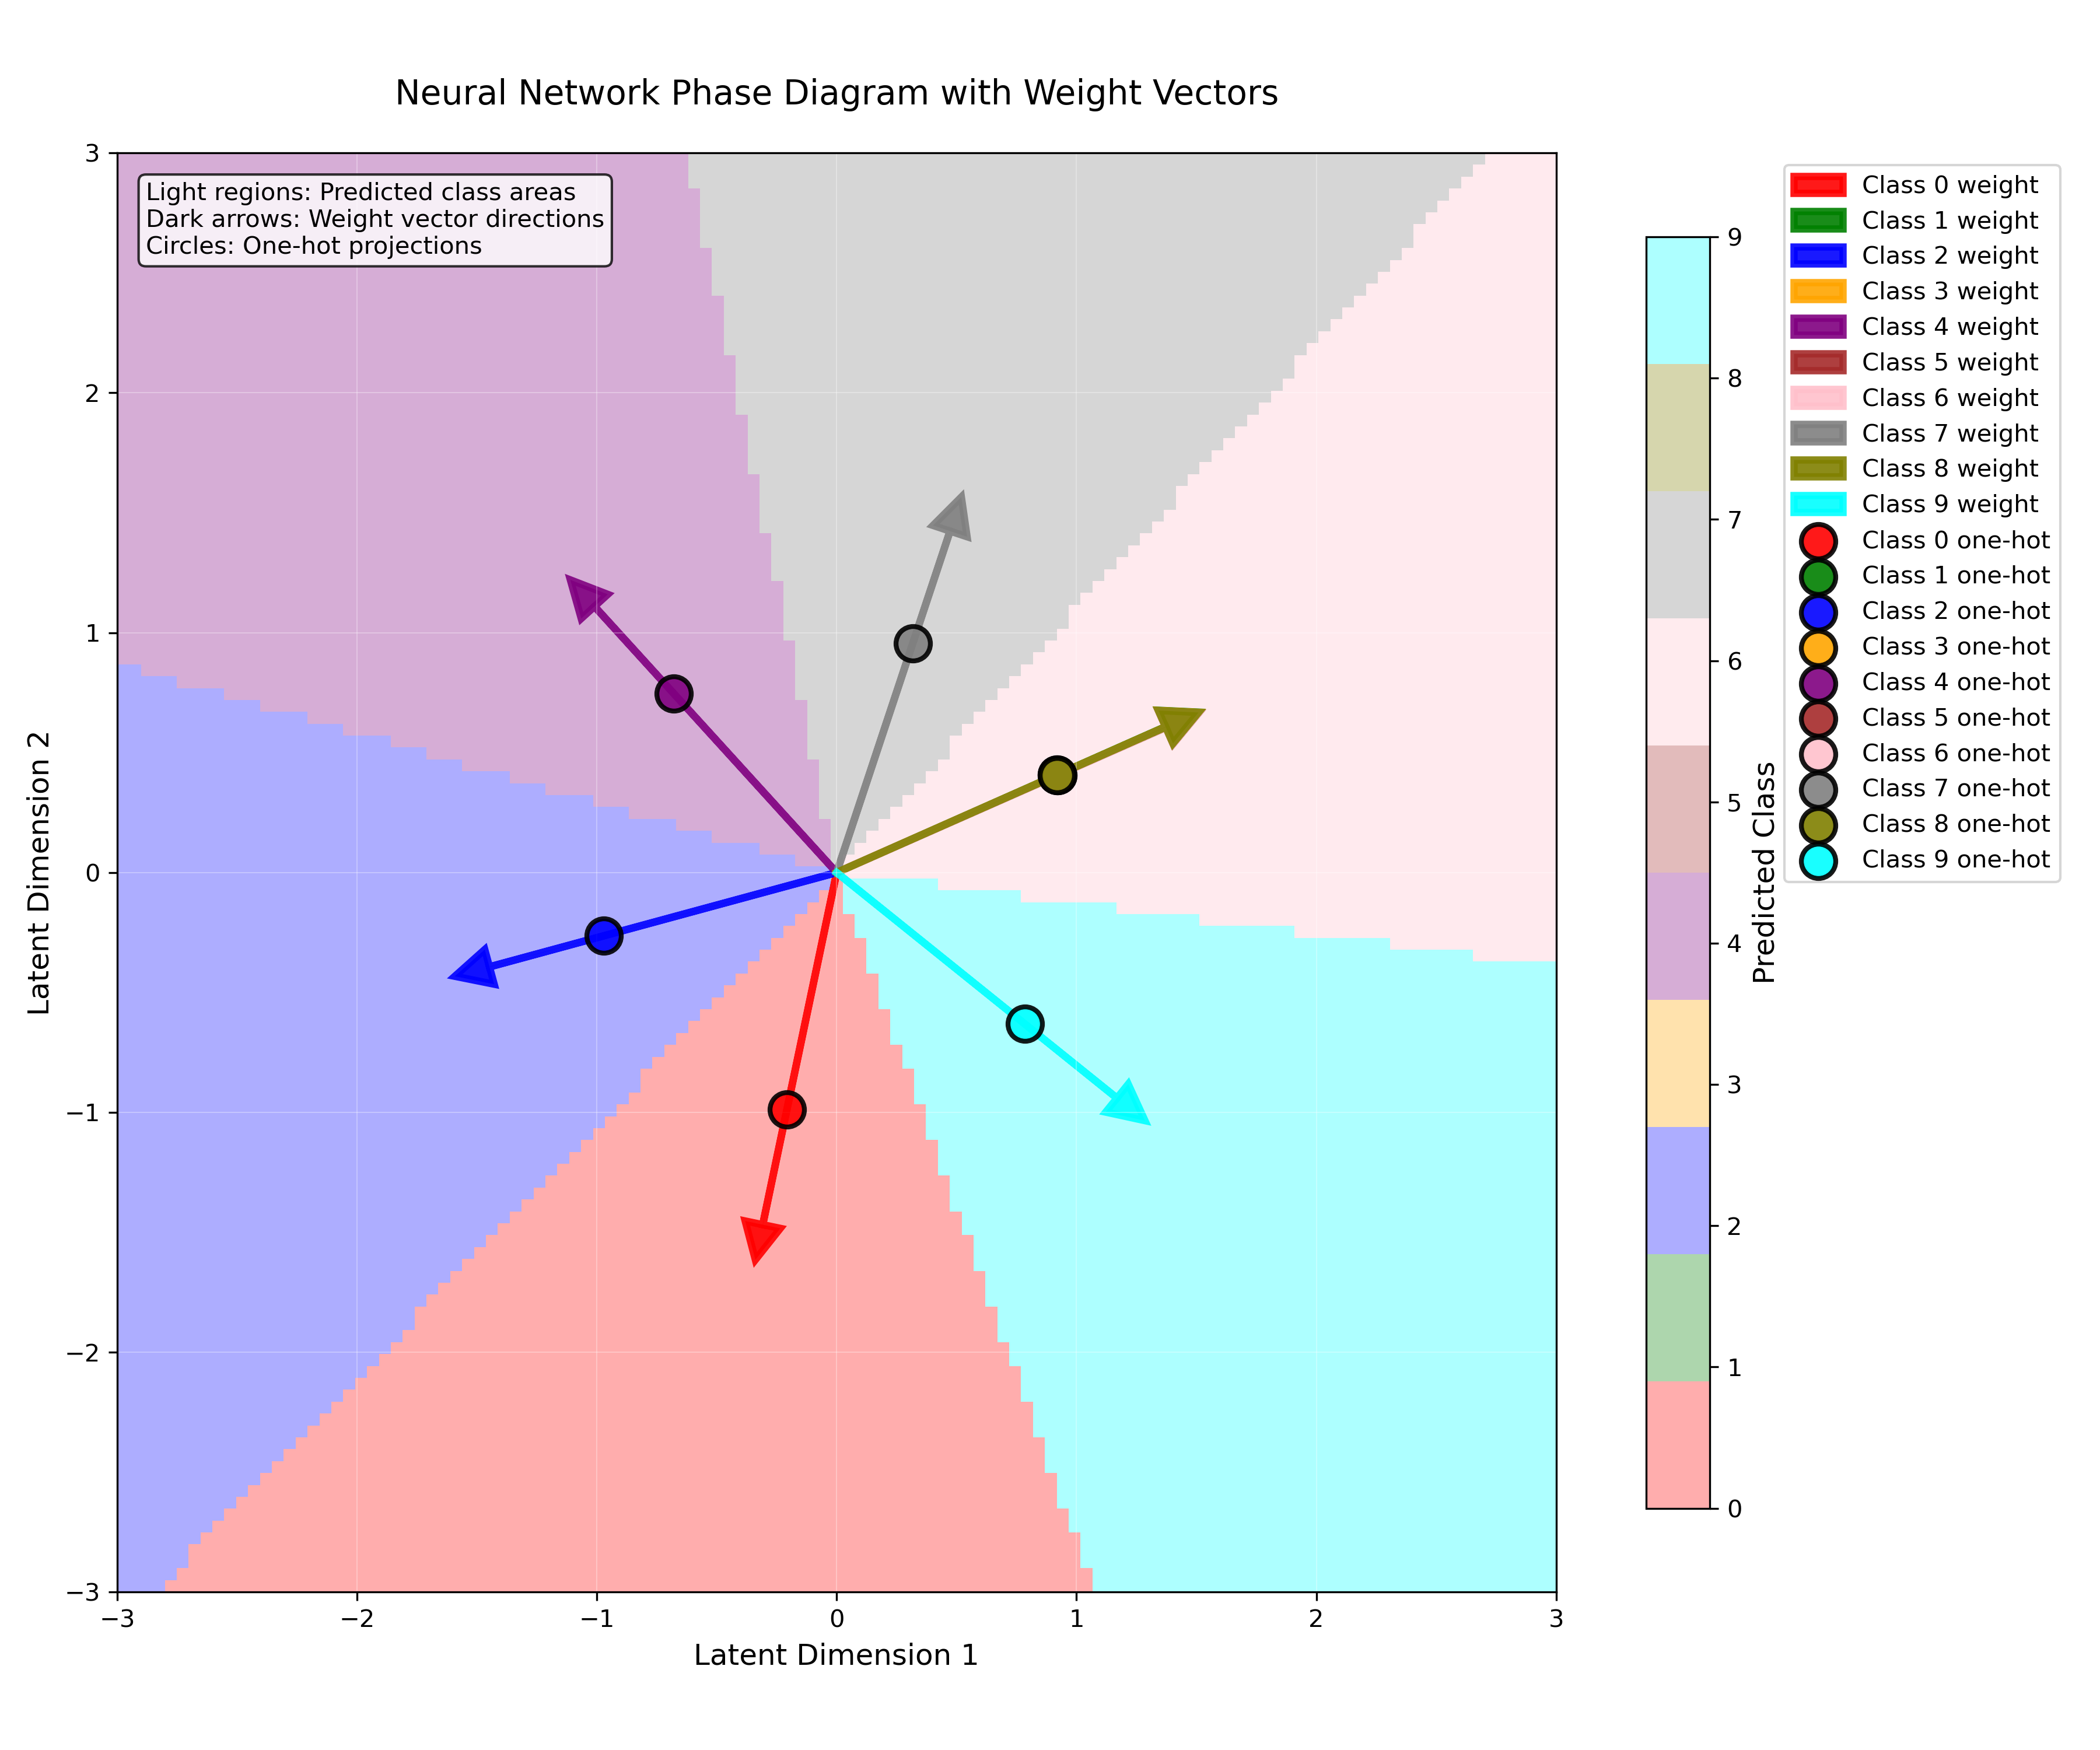 Neural Network Phase Diagram with Weight Vectors
Light regions: Predicted class areas
Dark arrows: Weight vector directions
Circles: One-hot projections
3
2
1
0
−1
−2
−3
Latent Dimension 2
−3
−2
−1
0
1
2
3
Latent Dimension 1
9
8
7
6
5
4
3
2
1
0
Predicted Class
Class 0 weight
Class 1 weight
Class 2 weight
Class 3 weight
Class 4 weight
Class 5 weight
Class 6 weight
Class 7 weight
Class 8 weight
Class 9 weight
Class 0 one-hot
Class 1 one-hot
Class 2 one-hot
Class 3 one-hot
Class 4 one-hot
Class 5 one-hot
Class 6 one-hot
Class 7 one-hot
Class 8 one-hot
Class 9 one-hot